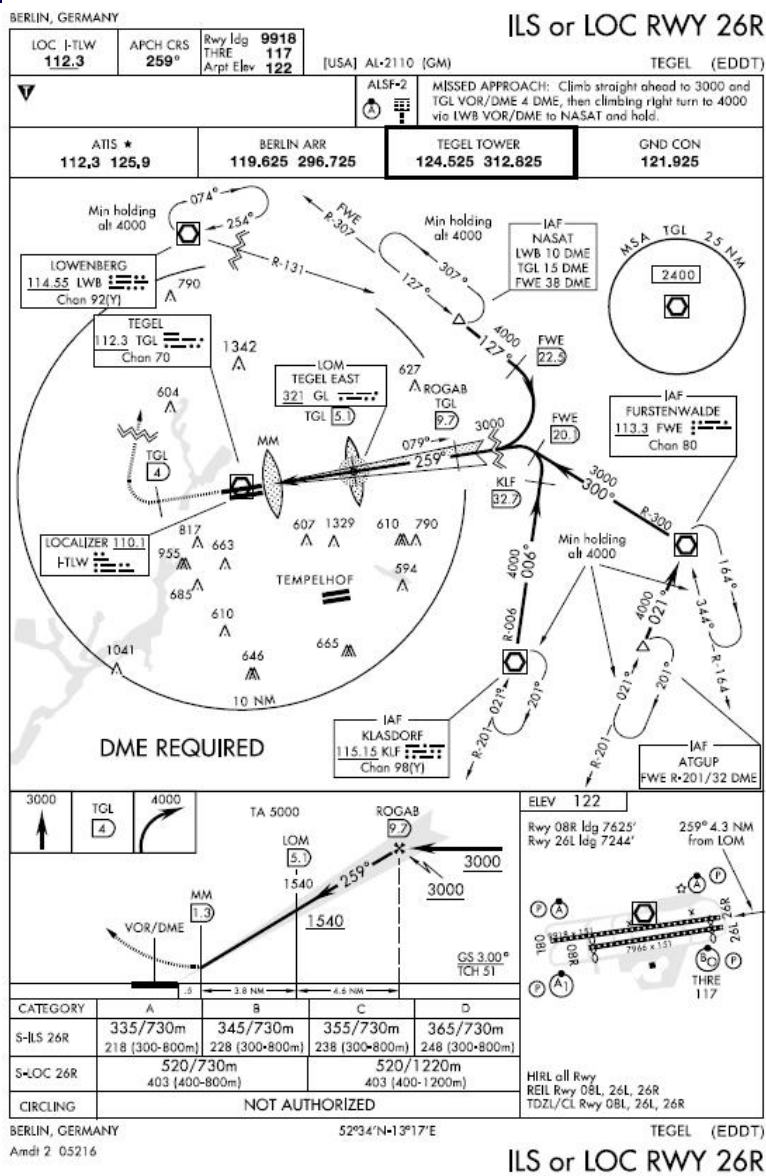 BERLIN, GERMANY
ILS or LOC RWY 26R
LOC I-TLW
112.3
APCH CRS
259°
Rwy ldg 9918
THRE 117
Arpt Elev 122
[USA] AL-2110 (GM)
TEGEL (EDDT)
T
ALSF-2
A
MISSED APPROACH: Climb straight ahead to 3000 and
TGL VOR/DME 4 DME, then climbing right turn to 4000
via LWB VOR/DME to NASAT and hold.
ATIS ★
112.3 125.9
BERLIN ARR
119.625 296.725
TEGEL TOWER
124.525 312.825
GND CON
121.925
074°
254°
Min holding
alt 4000
R-131
LOWENBERG
114.55 LWB
Chan 92(Y)
790
FWE
R-307
Min holding
alt 4000
307°
127°
IAF
NASAT
LWB 10 DME
TGL 15 DME
FWE 38 DME
MSA TGL 25 NM
2400
TEGEL
112.3 TGL
Chan 70
1342
4000
127°
FWE
22.5
604
LOM
TEGEL EAST
321 GL
TGL 5.1
627
ROGAB
TGL
9.7
3000
FWE
20.1
IAF
FURSTENWALDE
113.3 FWE
Chan 80
MM
079°
259°
TGL
4
KLF
32.7
3000
300°
R-300
LOCALIZER 110.1
I-TLW
817
955
663
685
610
607 1329
610 790
594
TEMPELHOF
665
646
1041
10 NM
4000
006°
R-006
Min holding
alt 4000
4000
021°
164°
344°
R-164
021°
201°
R-201
021°
201°
R-201
IAF
KLASDORF
115.15 KLF
Chan 98(Y)
IAF
ATGUP
FWE R-201/32 DME
DME REQUIRED
3000
TGL
4
4000
TA 5000
ROGAB
9.7
LOM
5.1
1540
259°
3000
3000
MM
1.3
1540
VOR/DME
GS 3.00°
TCH 51
.5
3.8 NM
4.6 NM
ELEV 122
Rwy 08R ldg 7625'
Rwy 26L ldg 7244'
259° 4.3 NM
from LOM
P
A
A
P
08L
9918 x 151
26R
08R
7966 x 151
26L
P
A1
B
P
THRE
117
HIRL all Rwy
REIL Rwy 08L, 26L, 26R
TDZL/CL Rwy 08L, 26L, 26R
CATEGORY A B C D
S-ILS 26R 335/730m 345/730m 355/730m 365/730m
218 (300-800m) 228 (300-800m) 238 (300-800m) 248 (300-800m)
S-LOC 26R 520/730m 520/1220m
403 (400-800m) 403 (400-1200m)
CIRCLING NOT AUTHORIZED
BERLIN, GERMANY
52°34'N-13°17'E
TEGEL (EDDT)
Amdt 2 05216
ILS or LOC RWY 26R